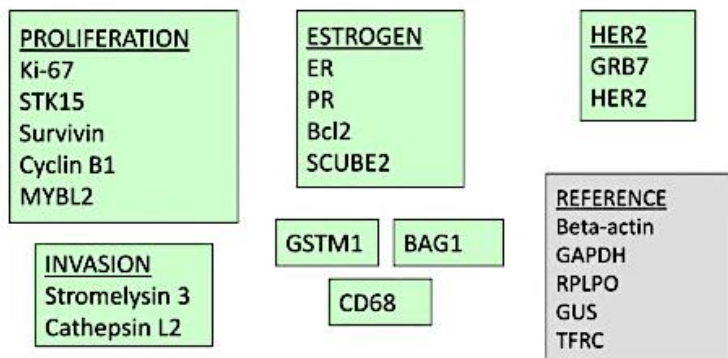 PROLIFERATION
Ki-67
STK15
Survivin
Cyclin B1
MYBL2
ESTROGEN
ER
PR
Bcl2
SCUBE2
HER2
GRB7
HER2
INVASION
Stromelysin 3
Cathepsin L2
GSTM1
BAG1
CD68
REFERENCE
Beta-actin
GAPDH
RPLPO
GUS
TFRC